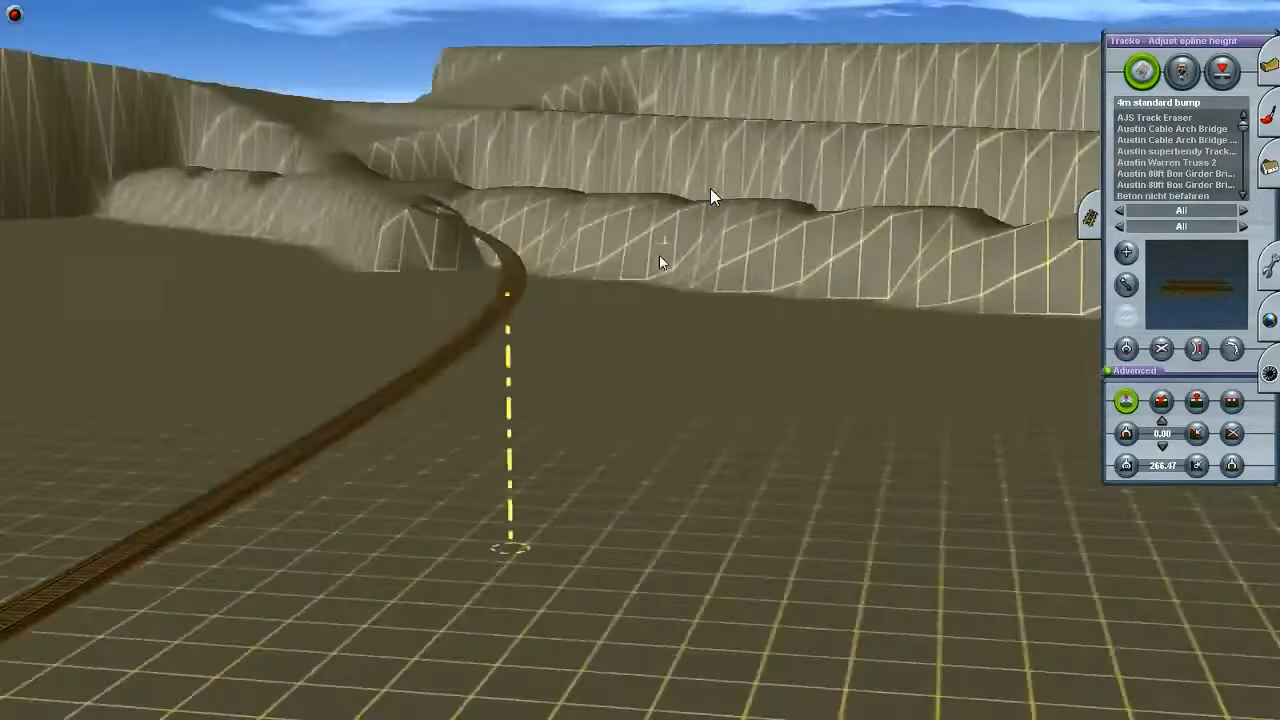 Tracks - Adjust spline height
4m standard bump
AJS Track Eraser
Austin Cable Arch Bridge
Austin Cable Arch Bridge ...
Austin superbendy Track...
Austin Warren Truss 2
Austin 80ft Box Girder Bri...
Austin 80ft Box Girder Bri...
Beton nicht befahren
All
All
Advanced
0.00
266.47